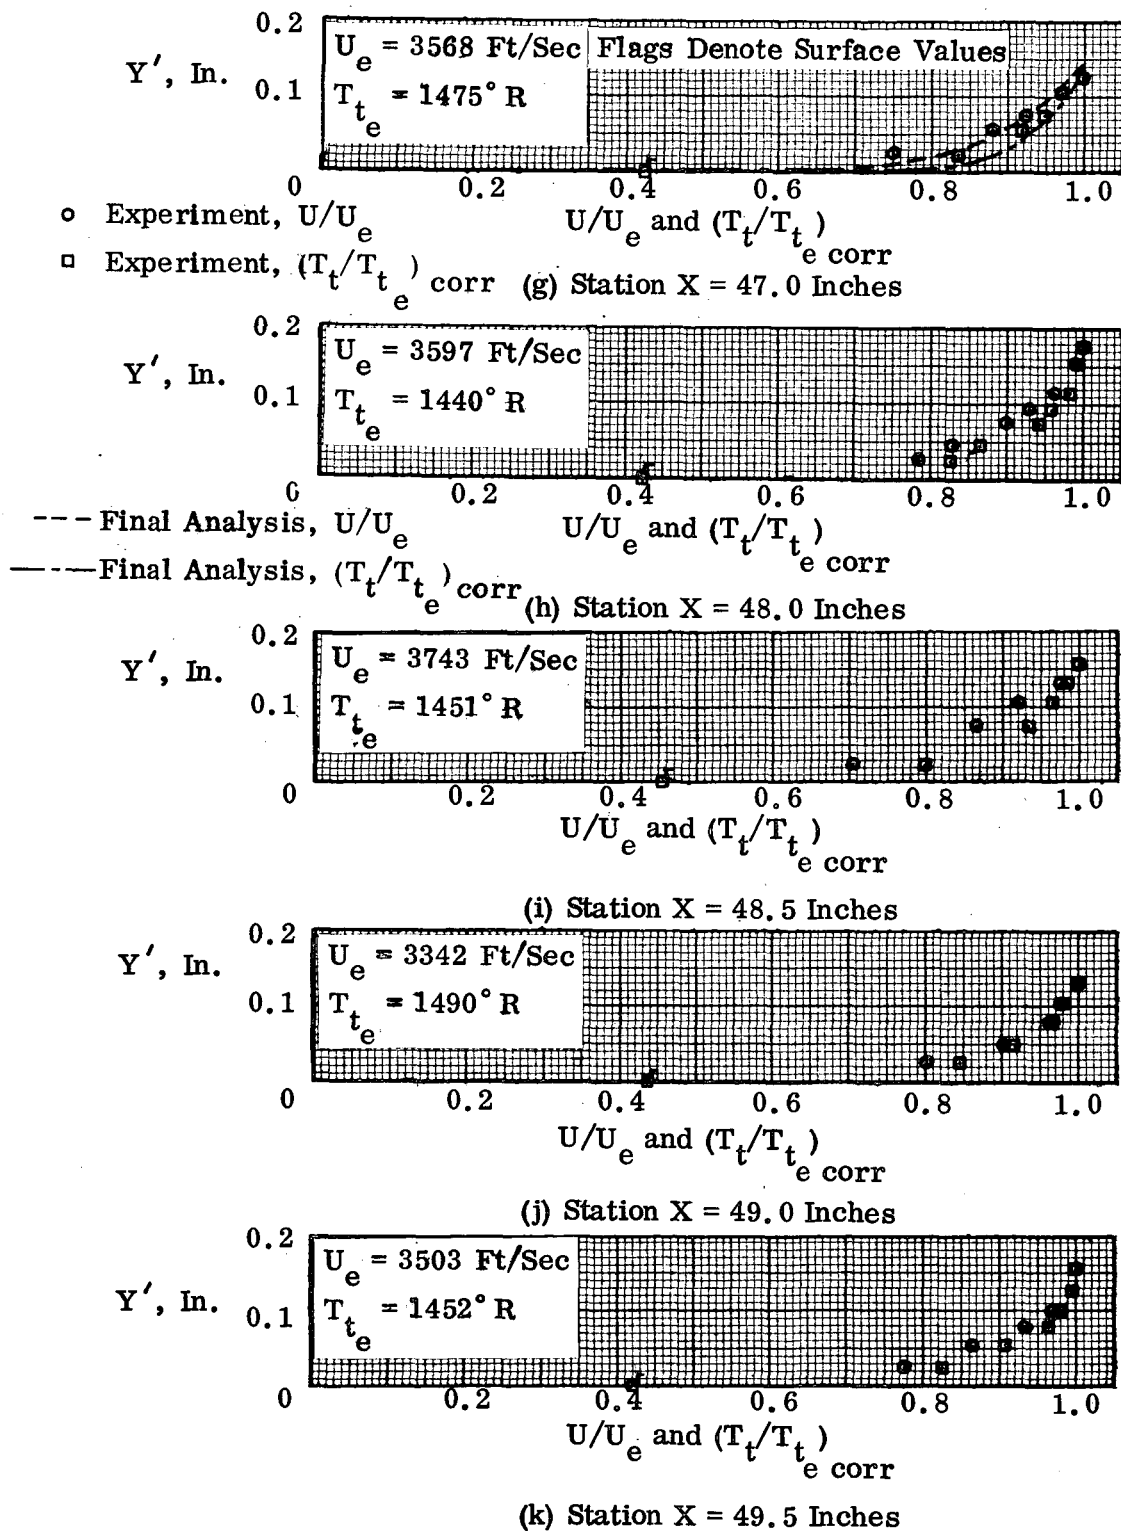 0.2
U_e = 3568 Ft/Sec Flags Denote Surface Values
Y′, In.
0.1
T_t_e = 1475° R
0 0.2 0.4 0.6 0.8 1.0
U/U_e and (T_t/T_t_e)corr
o Experiment, U/U_e
□ Experiment, (T_t/T_t_e)corr
(g) Station X = 47.0 Inches
0.2
U_e = 3597 Ft/Sec
Y′, In.
0.1
T_t_e = 1440° R
0 0.2 0.4 0.6 0.8 1.0
U/U_e and (T_t/T_t_e)corr
--- Final Analysis, U/U_e
—--— Final Analysis, (T_t/T_t_e)corr
(h) Station X = 48.0 Inches
0.2
U_e = 3743 Ft/Sec
Y′, In.
0.1
T_t_e = 1451° R
0 0.2 0.4 0.6 0.8 1.0
U/U_e and (T_t/T_t_e)corr
(i) Station X = 48.5 Inches
0.2
U_e = 3342 Ft/Sec
Y′, In.
0.1
T_t_e = 1490° R
0 0.2 0.4 0.6 0.8 1.0
U/U_e and (T_t/T_t_e)corr
(j) Station X = 49.0 Inches
0.2
U_e = 3503 Ft/Sec
Y′, In.
0.1
T_t_e = 1452° R
0 0.2 0.4 0.6 0.8 1.0
U/U_e and (T_t/T_t_e)corr
(k) Station X = 49.5 Inches